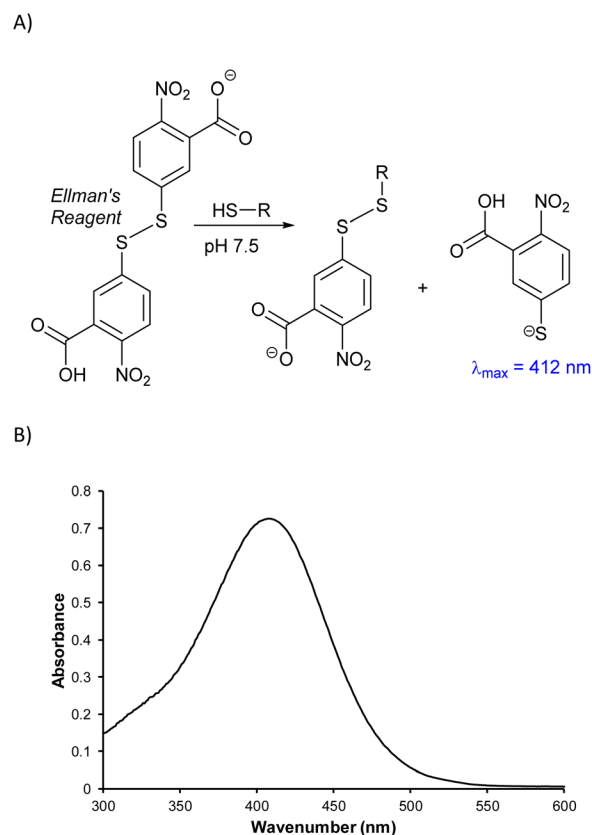 A)
NO₂
O⊖
O
Ellman's
Reagent
S
S
O
OH
NO₂
HS—R
pH 7.5
R
S
S
O
⊖O
NO₂
+
OH
O
NO₂
⊖S
λmax = 412 nm
B)
0.8
0.7
0.6
0.5
0.4
0.3
0.2
0.1
0
Absorbance
300 350 400 450 500 550 600
Wavenumber (nm)